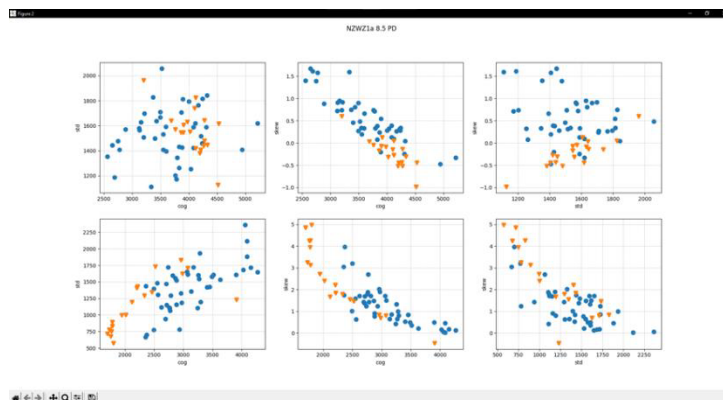 Figure 2
NZWZ1a 8.5 PD
2000
1800
1600
1400
1200
std
2500 3000 3500 4000 4500 5000
cog
1.5
1.0
0.5
0.0
−0.5
−1.0
skew
2500 3000 3500 4000 4500 5000
cog
1.5
1.0
0.5
0.0
−0.5
−1.0
skew
1200 1400 1600 1800 2000
std
2250
2000
1750
1500
1250
1000
750
500
std
2000 2500 3000 3500 4000
cog
5
4
3
2
1
0
skew
2000 2500 3000 3500 4000
cog
5
4
3
2
1
0
skew
500 750 1000 1250 1500 1750 2000 2250
std